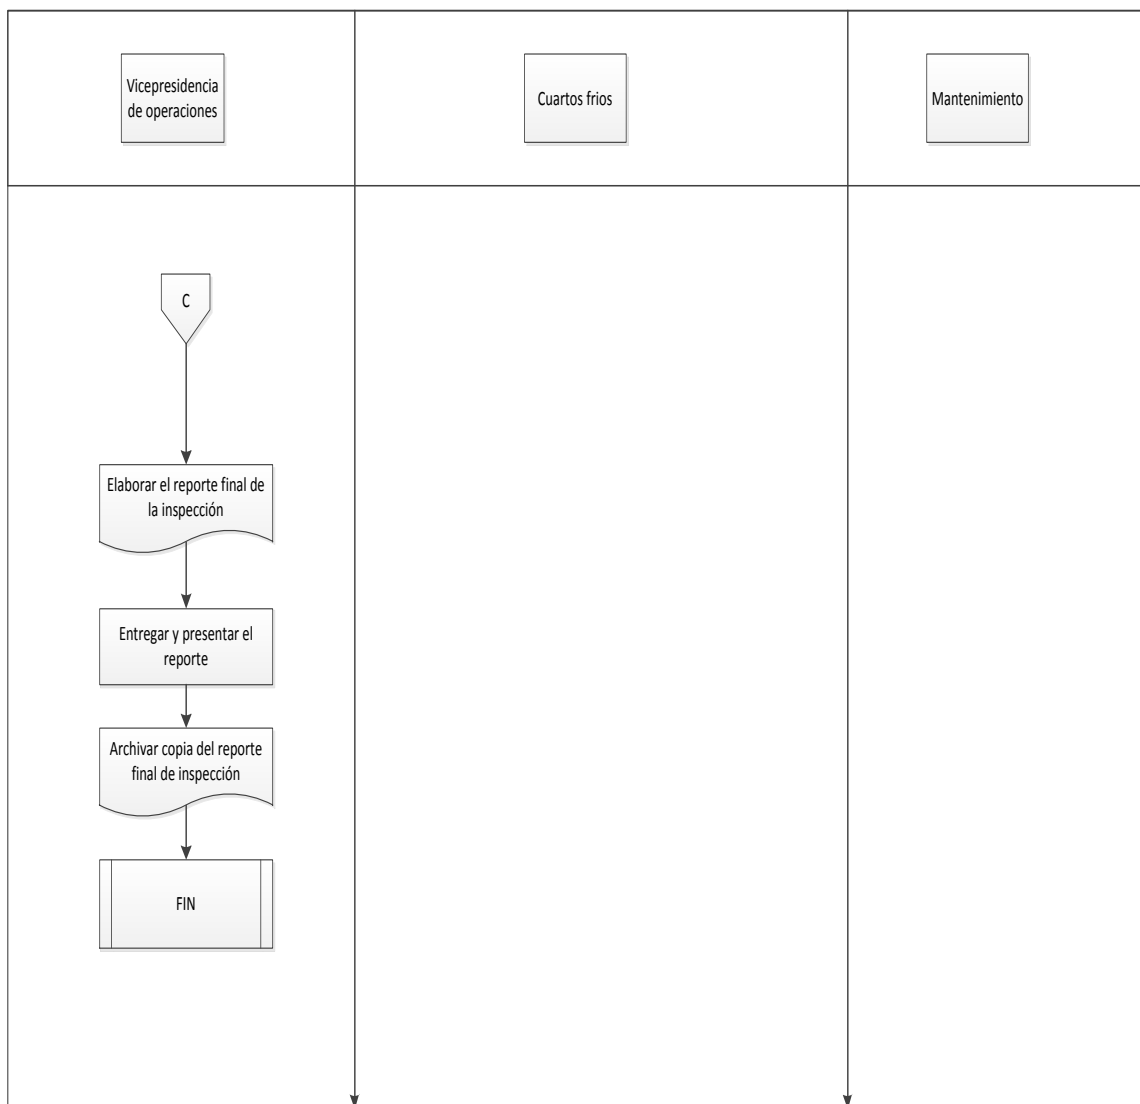 Vicepresidencia
de operaciones
Cuartos frios
Mantenimiento
C
Elaborar el reporte final de
la inspección
Entregar y presentar el
reporte
Archivar copia del reporte
final de inspección
FIN